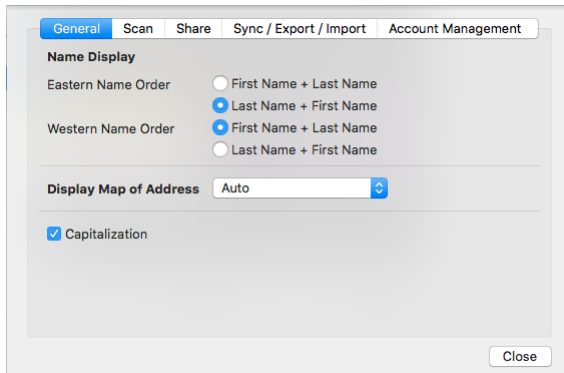 General Scan Share Sync / Export / Import Account Management
Name Display
Eastern Name Order First Name + Last Name
Last Name + First Name
Western Name Order First Name + Last Name
Last Name + First Name
Display Map of Address Auto
Capitalization
Close